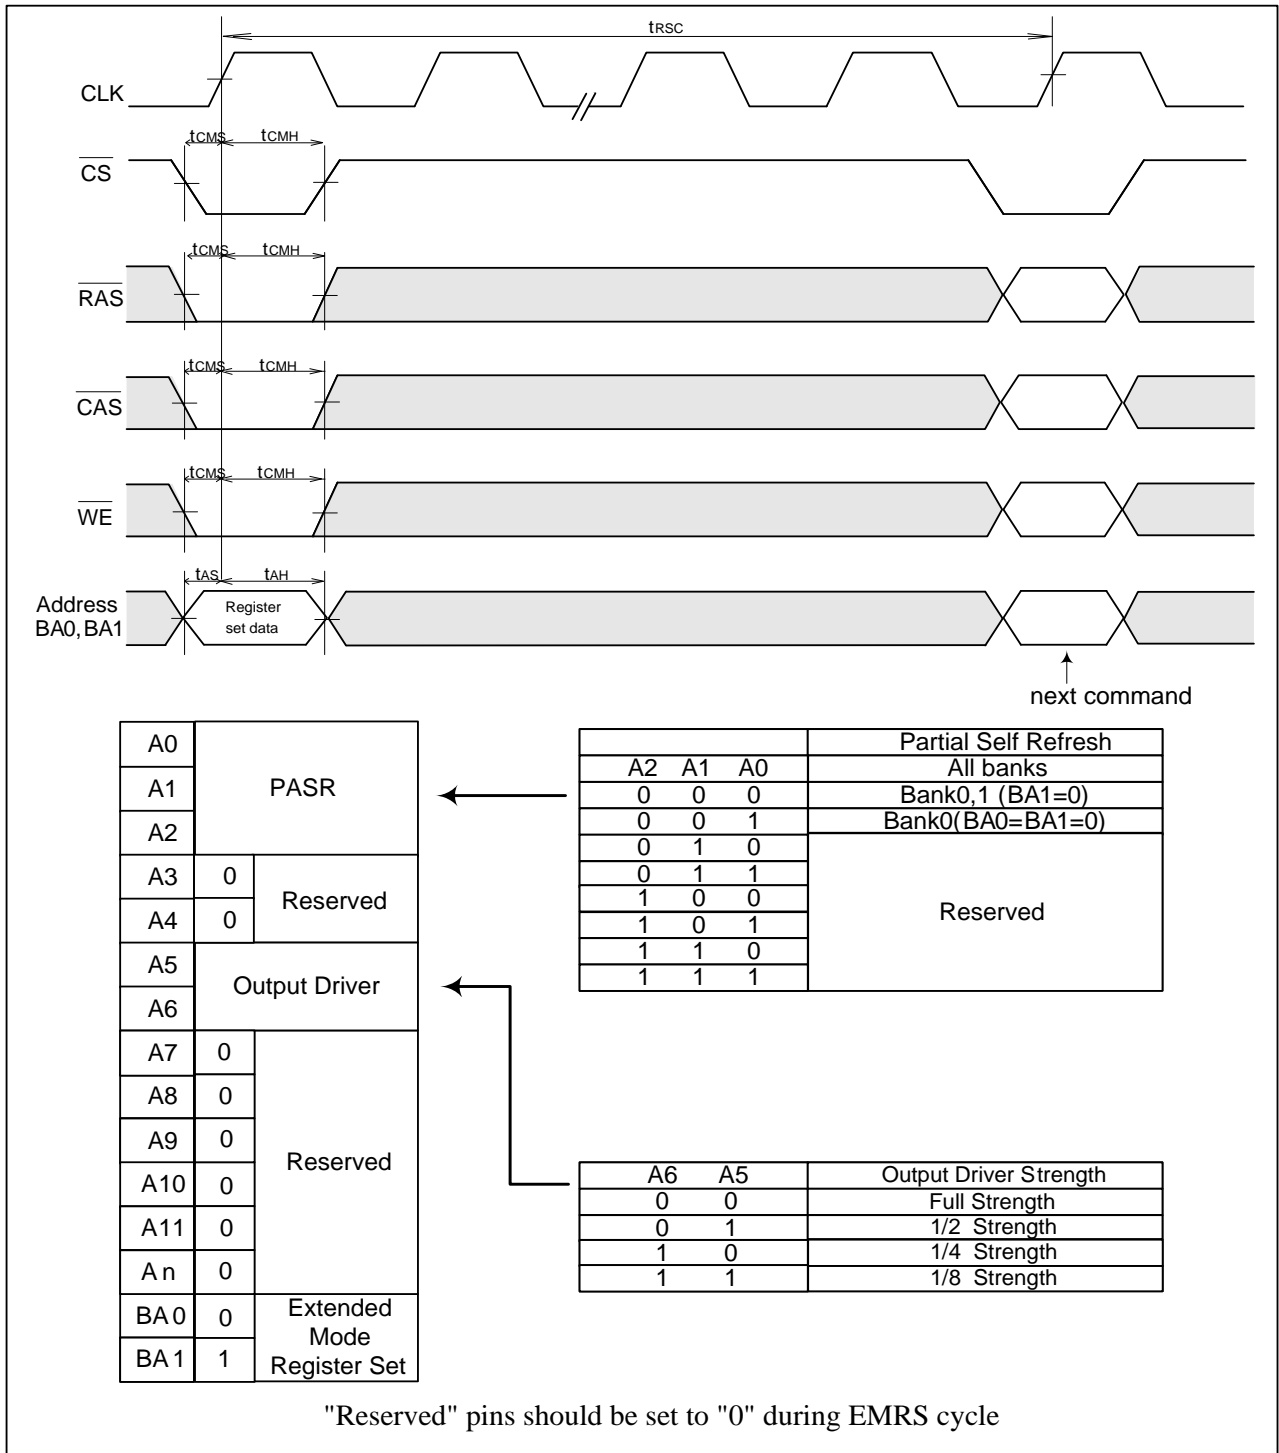 tRSC
CLK
tCMS tCMH
CS
tCMS tCMH
RAS
tCMS tCMH
CAS
tCMS tCMH
WE
tAS tAH
Address
BA0, BA1
Register
set data
next command
A0
A1
A2
PASR
A3 0
A4 0
Reserved
A5
A6
Output Driver
A7 0
A8 0
A9 0
A10 0
A11 0
An 0
Reserved
BA0 0
BA1 1
Extended
Mode
Register Set
Partial Self Refresh
A2 A1 A0 All banks
0 0 0 Bank0,1 (BA1=0)
0 0 1 Bank0(BA0=BA1=0)
0 1 0
0 1 1
1 0 0
1 0 1
1 1 0
1 1 1
Reserved
A6 A5 Output Driver Strength
0 0 Full Strength
0 1 1/2 Strength
1 0 1/4 Strength
1 1 1/8 Strength
"Reserved" pins should be set to "0" during EMRS cycle